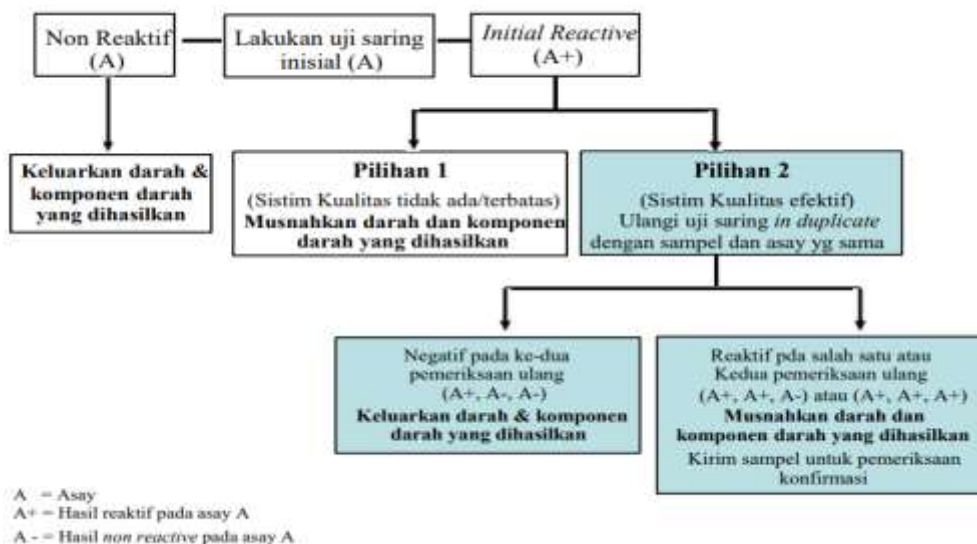 Non Reaktif
(A)
Lakukan uji saring
inisial (A)
Initial Reactive
(A+)
Keluarkan darah &
komponen darah
yang dihasilkan
Pilihan 1
(Sistim Kualitas tidak ada/terbatas)
Musnahkan darah dan komponen
darah yang dihasilkan
Pilihan 2
(Sistim Kualitas efektif)
Ulangi uji saring in duplicate
dengan sampel dan asay yg sama
Negatif pada ke-dua
pemeriksaan ulang
(A+, A-, A-)
Keluarkan darah & komponen
darah yang dihasilkan
Reaktif pda salah satu atau
Kedua pemeriksaan ulang
(A+, A+, A-) atau (A+, A+, A+)
Musnahkan darah dan
komponen darah yang dihasilkan
Kirim sampel untuk pemeriksaan
konfirmasi
A = Asay
A+ = Hasil reaktif pada asay A
A - = Hasil non reactive pada asay A